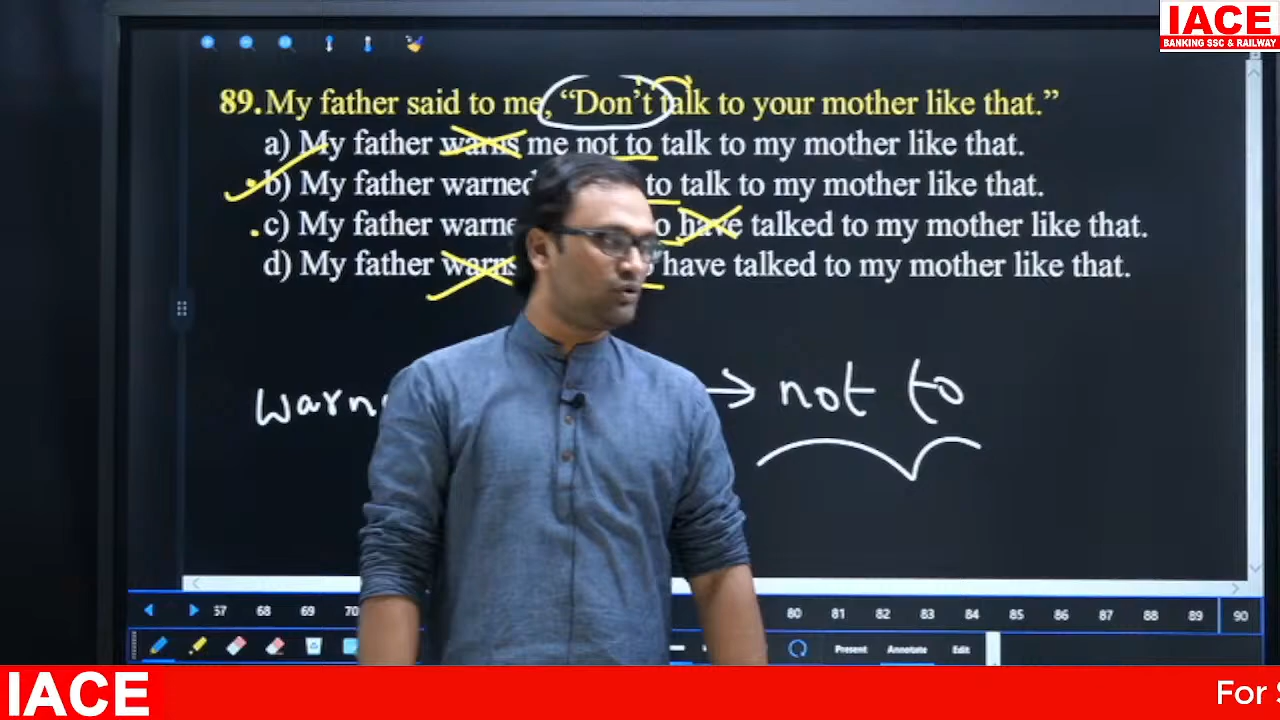 IACE
BANKING SSC & RAILWAY
89. My father said to me, “Don’t talk to your mother like that.”
a) My father warns me not to talk to my mother like that.
b) My father warned to talk to my mother like that.
c) My father have talked to my mother like that.
d) My father warns have talked to my mother like that.
→ not to
67 68 69 70 80 81 82 83 84 85 86 87 88 89 90
Present Annotate Edit
IACE
For